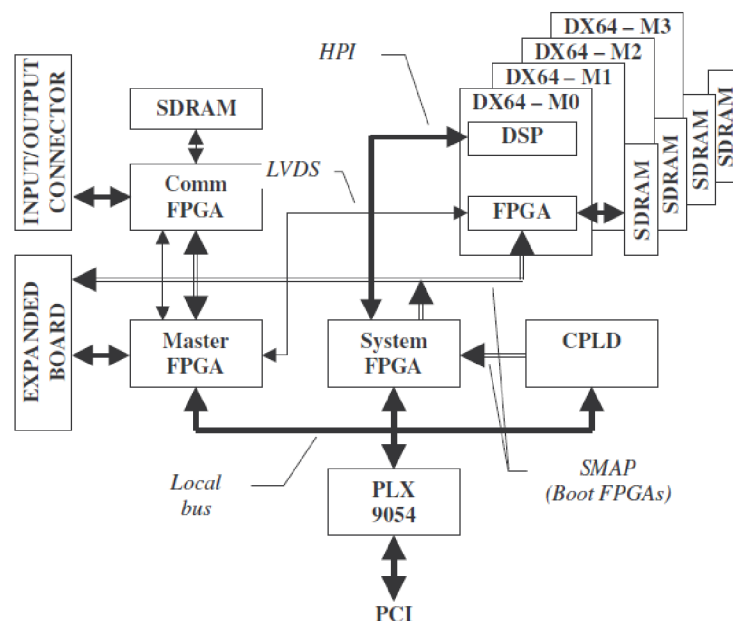 DX64 – M3
DX64 – M2
DX64 – M1
DX64 – M0
HPI
DSP
FPGA
SDRAM
SDRAM
SDRAM
SDRAM
INPUT/OUTPUT
CONNECTOR
SDRAM
Comm
FPGA
LVDS
EXPANDED
BOARD
Master
FPGA
System
FPGA
CPLD
Local
bus
PLX
9054
SMAP
(Boot FPGAs)
PCI